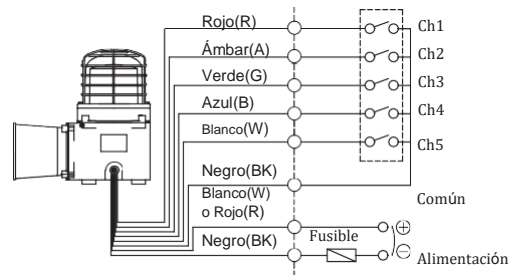 Rojo(R) Ch1
Ámbar(A) Ch2
Verde(G) Ch3
Azul(B) Ch4
Blanco(W) Ch5
Negro(BK) Común
Blanco(W)
o Rojo(R) Fusible +
Negro(BK) − Alimentación